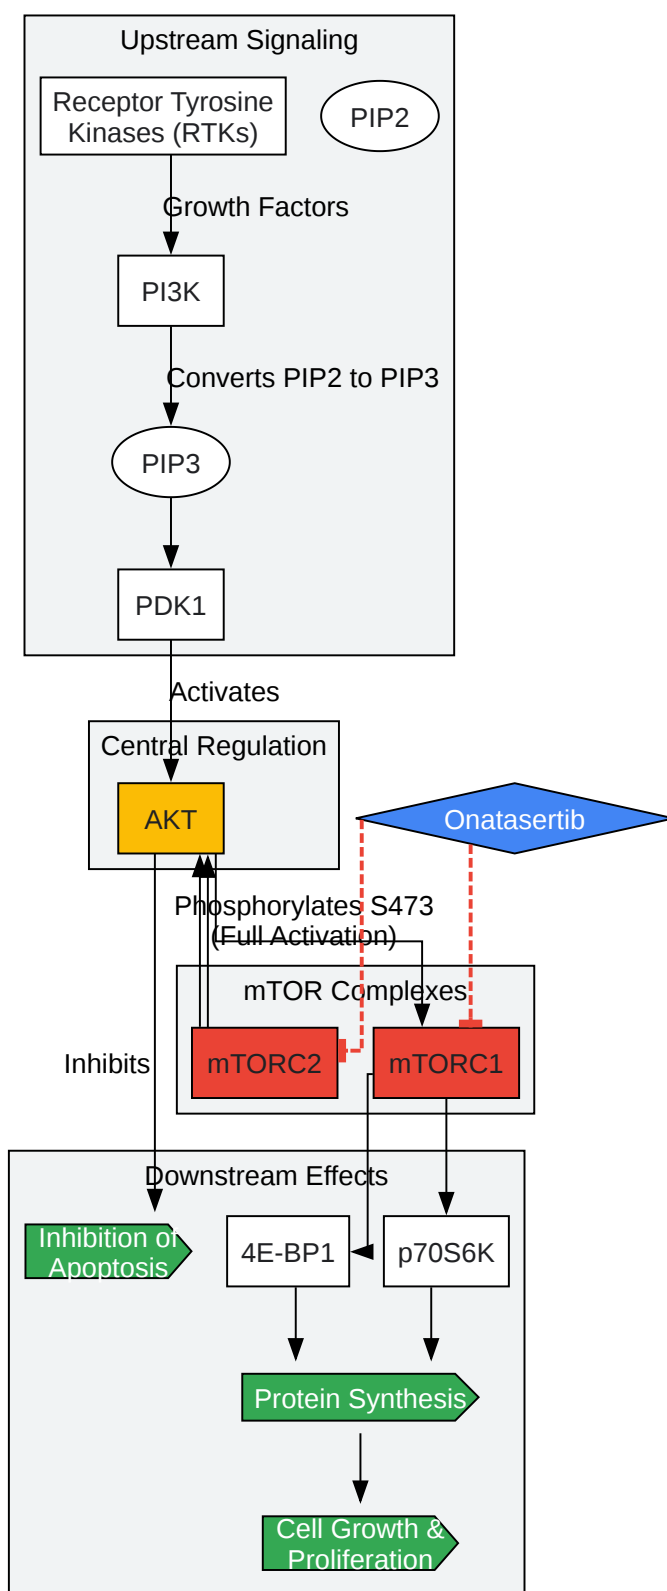 Upstream Signaling
Receptor Tyrosine
Kinases (RTKs)
PIP2
Growth Factors
PI3K
Converts PIP2 to PIP3
PIP3
PDK1
Activates
Central Regulation
AKT
Onatasertib
Phosphorylates S473
(Full Activation)
mTOR Complexes
mTORC2
mTORC1
Inhibits
Downstream Effects
Inhibition of
Apoptosis
4E-BP1
p70S6K
Protein Synthesis
Cell Growth &
Proliferation